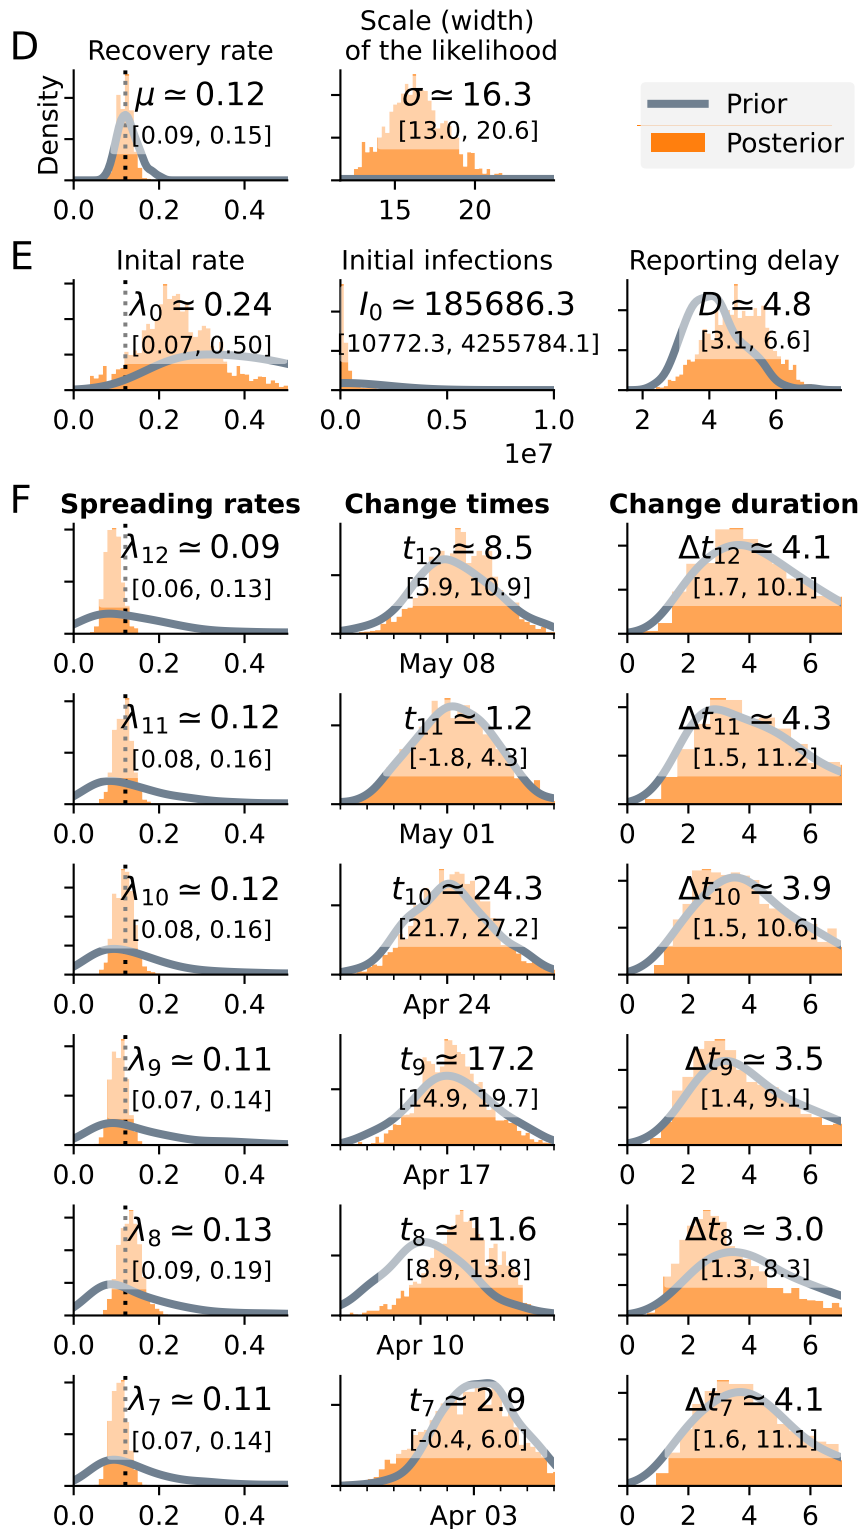 D
Recovery rate
Scale (width)
of the likelihood
Density
μ ≃ 0.12
[0.09, 0.15]
0.0 0.2 0.4
σ ≃ 16.3
[13.0, 20.6]
15 20
Prior
Posterior
E
Inital rate
λ0 ≃ 0.24
[0.07, 0.50]
0.0 0.2 0.4
Initial infections
I0 ≃ 185686.3
[10772.3, 4255784.1]
0.0 0.5 1.0
1e7
Reporting delay
D ≃ 4.8
[3.1, 6.6]
2 4 6
F
Spreading rates
Change times
Change duration
λ12 ≃ 0.09
[0.06, 0.13]
0.0 0.2 0.4
t12 ≃ 8.5
[5.9, 10.9]
May 08
Δt12 ≃ 4.1
[1.7, 10.1]
0 2 4 6
λ11 ≃ 0.12
[0.08, 0.16]
0.0 0.2 0.4
t11 ≃ 1.2
[-1.8, 4.3]
May 01
Δt11 ≃ 4.3
[1.5, 11.2]
0 2 4 6
λ10 ≃ 0.12
[0.08, 0.16]
0.0 0.2 0.4
t10 ≃ 24.3
[21.7, 27.2]
Apr 24
Δt10 ≃ 3.9
[1.5, 10.6]
0 2 4 6
λ9 ≃ 0.11
[0.07, 0.14]
0.0 0.2 0.4
t9 ≃ 17.2
[14.9, 19.7]
Apr 17
Δt9 ≃ 3.5
[1.4, 9.1]
0 2 4 6
λ8 ≃ 0.13
[0.09, 0.19]
0.0 0.2 0.4
t8 ≃ 11.6
[8.9, 13.8]
Apr 10
Δt8 ≃ 3.0
[1.3, 8.3]
0 2 4 6
λ7 ≃ 0.11
[0.07, 0.14]
0.0 0.2 0.4
t7 ≃ 2.9
[-0.4, 6.0]
Apr 03
Δt7 ≃ 4.1
[1.6, 11.1]
0 2 4 6